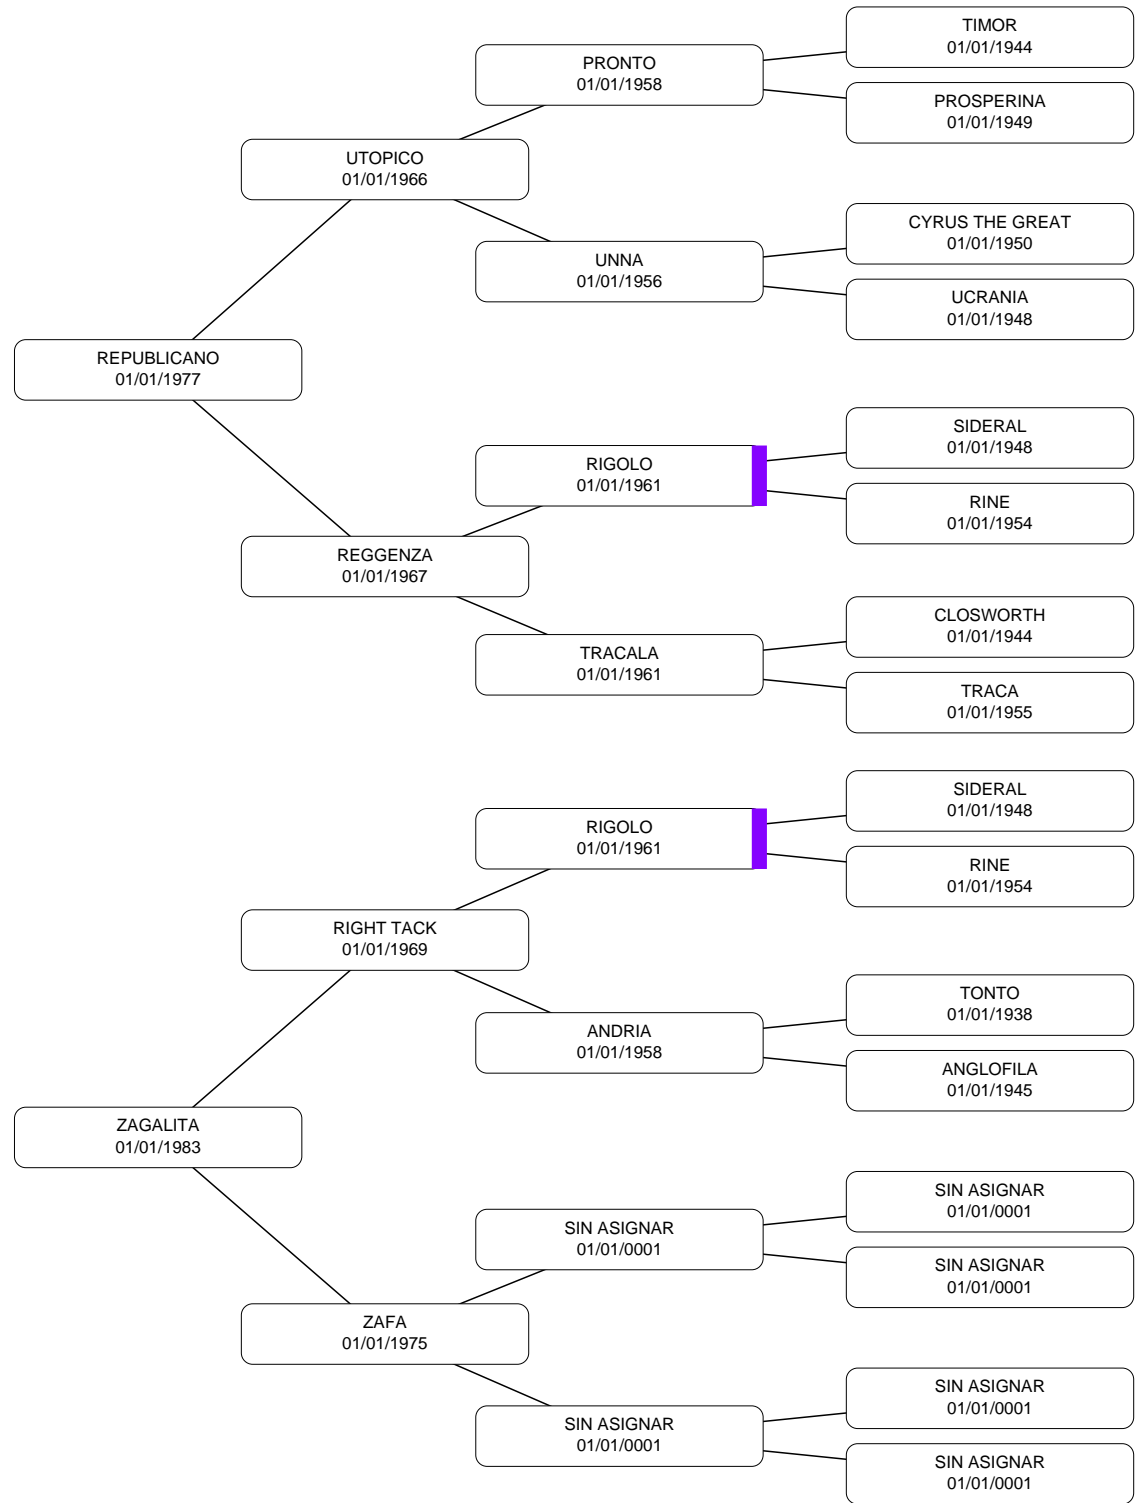 TIMOR
01/01/1944
PRONTO
01/01/1958
PROSPERINA
01/01/1949
UTOPICO
01/01/1966
CYRUS THE GREAT
01/01/1950
UNNA
01/01/1956
UCRANIA
01/01/1948
REPUBLICANO
01/01/1977
SIDERAL
01/01/1948
RIGOLO
01/01/1961
RINE
01/01/1954
REGGENZA
01/01/1967
CLOSWORTH
01/01/1944
TRACALA
01/01/1961
TRACA
01/01/1955
SIDERAL
01/01/1948
RIGOLO
01/01/1961
RINE
01/01/1954
RIGHT TACK
01/01/1969
TONTO
01/01/1938
ANDRIA
01/01/1958
ANGLOFILA
01/01/1945
ZAGALITA
01/01/1983
SIN ASIGNAR
01/01/0001
SIN ASIGNAR
01/01/0001
SIN ASIGNAR
01/01/0001
ZAFA
01/01/1975
SIN ASIGNAR
01/01/0001
SIN ASIGNAR
01/01/0001
SIN ASIGNAR
01/01/0001